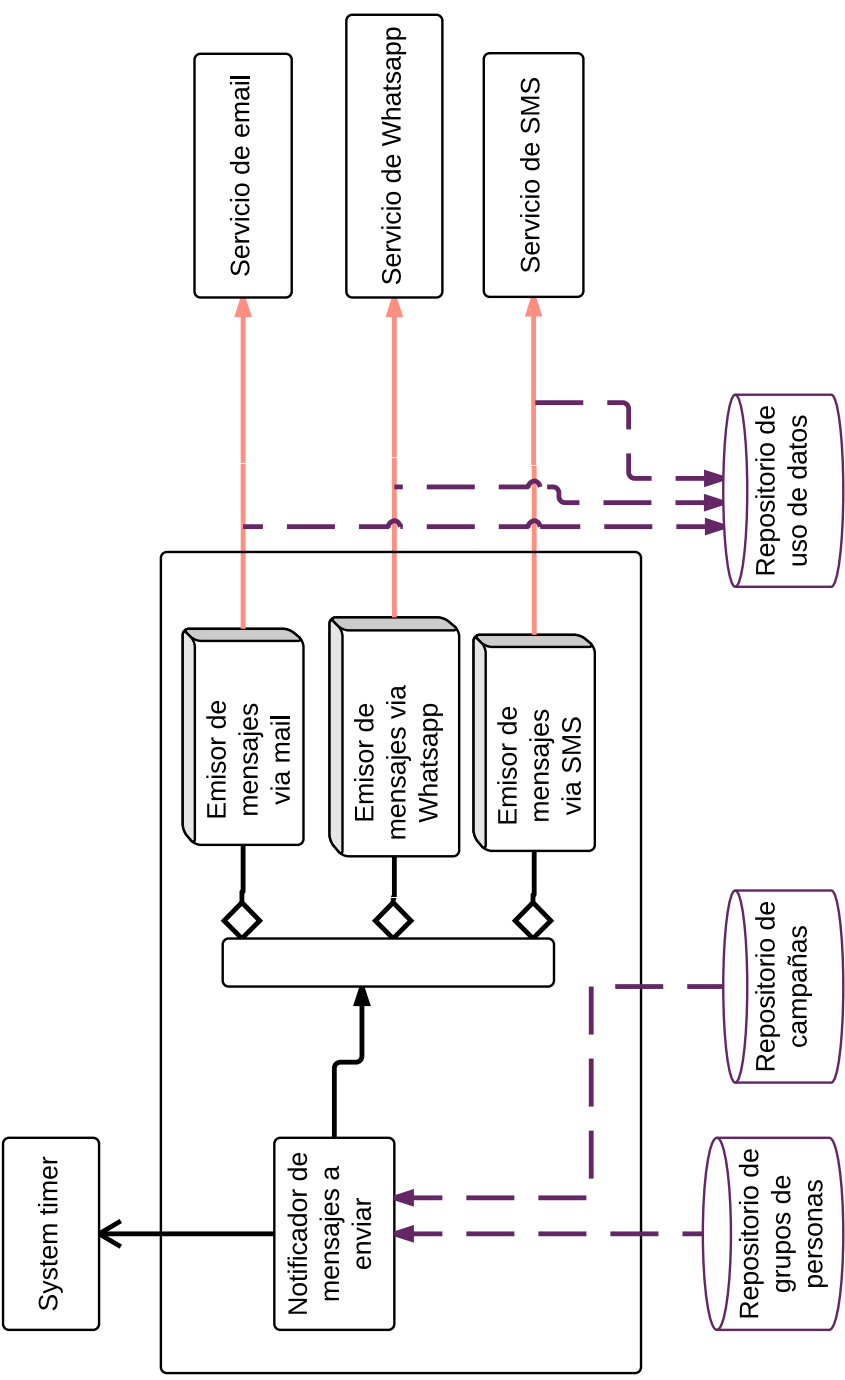 System timer
Notificador de
mensajes a
enviar
Repositorio de
grupos de
personas
Repositorio de
campañas
Emisor de
mensajes
via mail
Emisor de
mensajes via
Whatsapp
Emisor de
mensajes
via SMS
Repositorio de
uso de datos
Servicio de email
Servicio de Whatsapp
Servicio de SMS